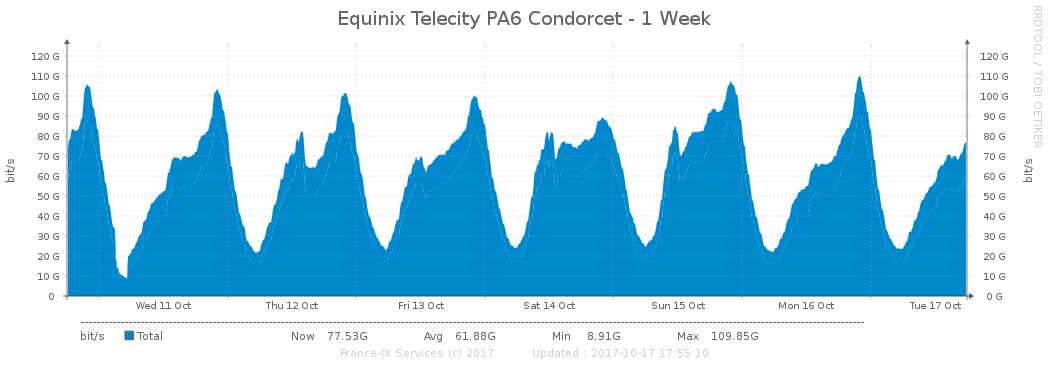 Equinix Telecity PA6 Condorcet - 1 Week
RRDTOOL / TOBI OETIKER
bit/s
bit/s
120 G 120 G
110 G 110 G
100 G 100 G
90 G 90 G
80 G 80 G
70 G 70 G
60 G 60 G
50 G 50 G
40 G 40 G
30 G 30 G
20 G 20 G
10 G 10 G
0 0 G
Wed 11 Oct Thu 12 Oct Fri 13 Oct Sat 14 Oct Sun 15 Oct Mon 16 Oct Tue 17 Oct
bit/s Total Now 77.53G Avg 61.88G Min 8.91G Max 109.85G
France-IX Services (c) 2017 Updated : 2017-10-17 17:55:10